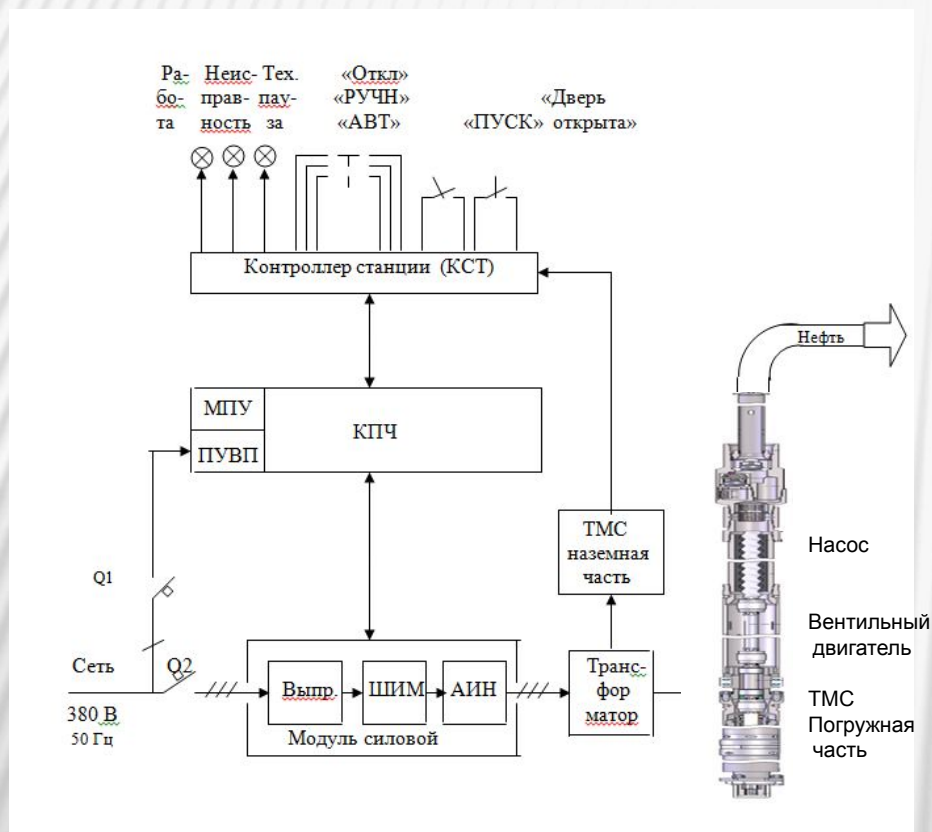 Ра-
бо-
та
Неис-
прав-
ность
Тех.
пау-
за
«Откл»
«РУЧН»
«АВТ»
«ПУСК»
«Дверь
открыта»
Контроллер станции (КСТ)
МПУ
ПУВП
КПЧ
Нефть
ТМС
наземная
часть
Насос
Q1
Вентильный
двигатель
Сеть
Q2
380 В
50 Гц
Выпр.
ШИМ
АИН
Модуль силовой
Транс-
фор
матор
ТМС
Погружная
часть